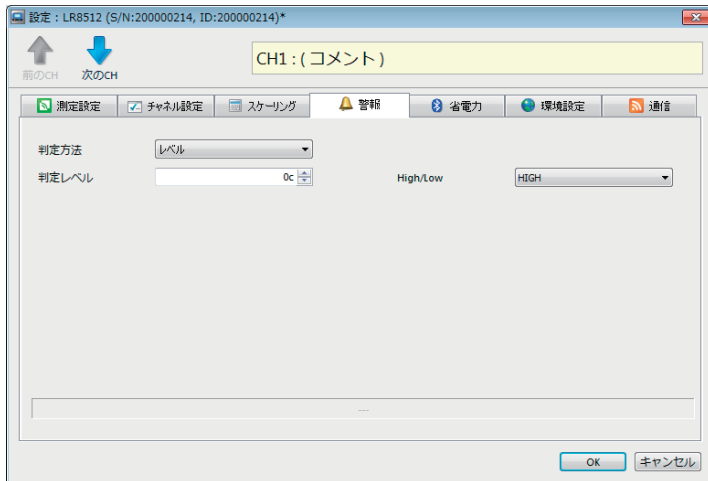 設定 : LR8512 (S/N:200000214, ID:200000214)*
前のCH 次のCH CH1 : ( コメント )
測定設定 チャネル設定 スケーリング 警報 省電力 環境設定 通信
判定方法 レベル
判定レベル 0c High/Low HIGH
---
OK キャンセル